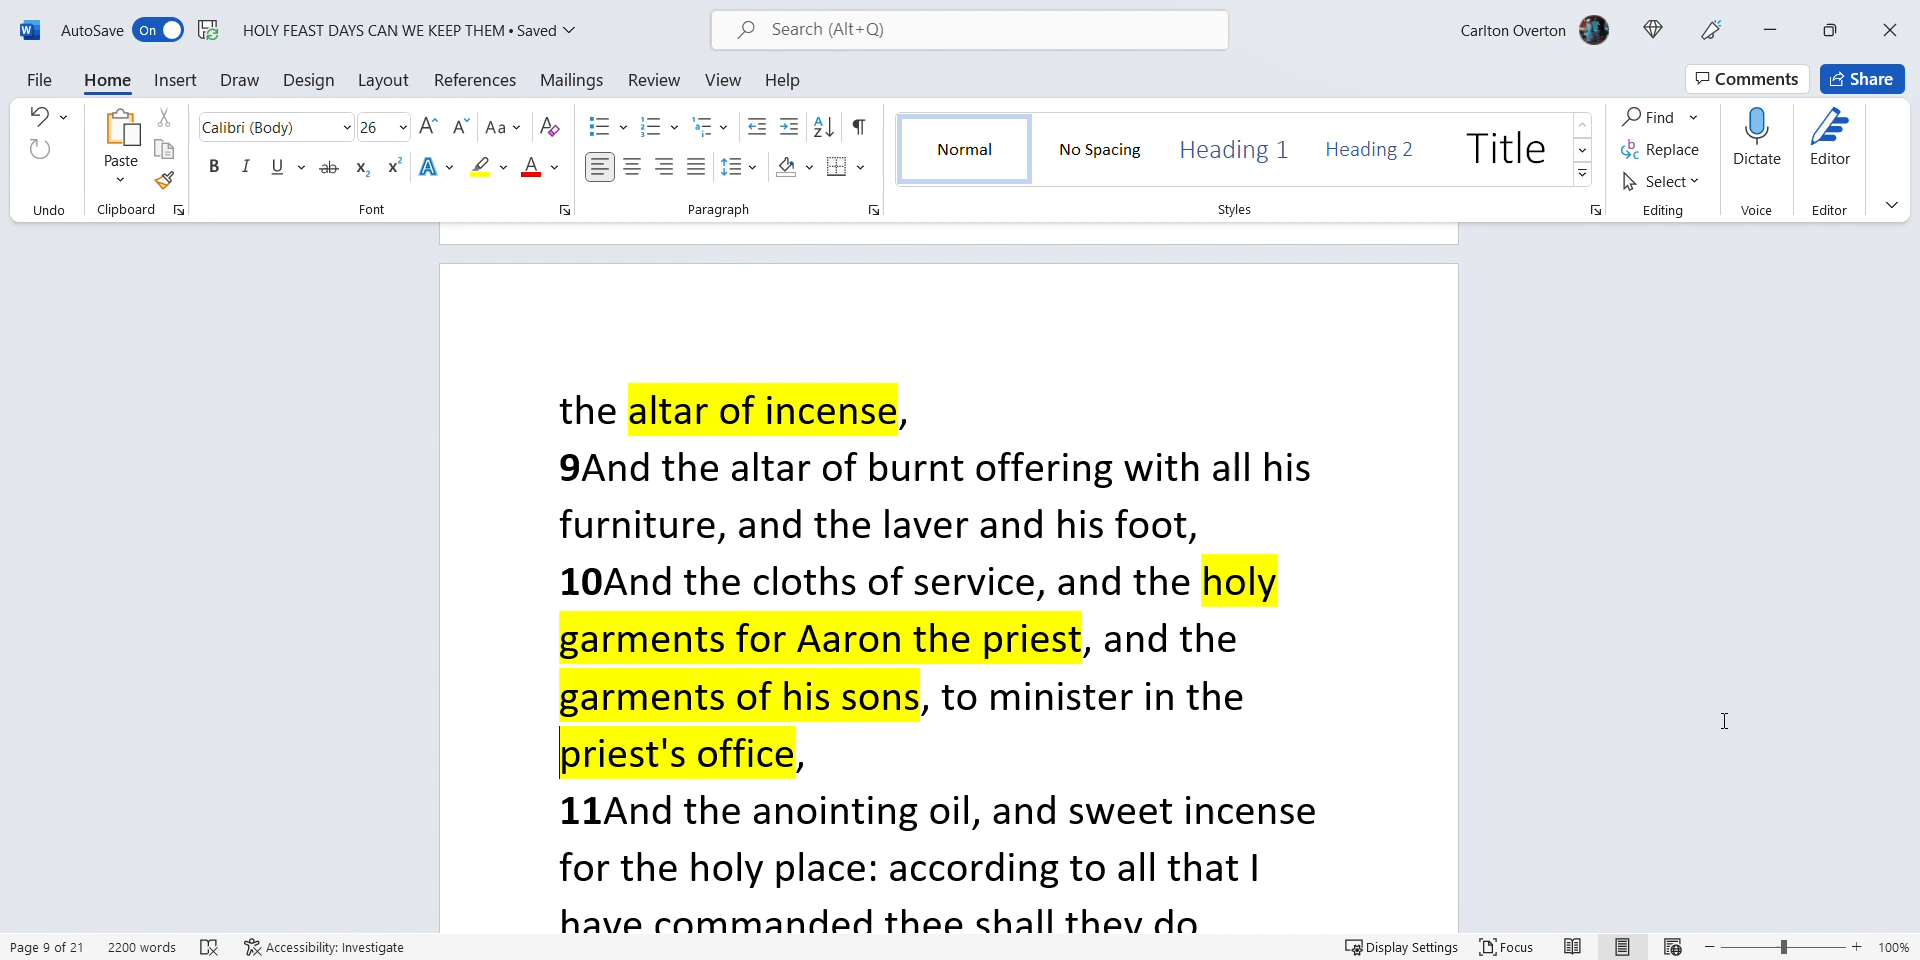 AutoSave On HOLY FEAST DAYS CAN WE KEEP THEM • Saved Search (Alt+Q) Carlton Overton
File Home Insert Draw Design Layout References Mailings Review View Help Comments Share
Calibri (Body) 26 Aa
Paste
Normal No Spacing Heading 1 Heading 2 Title
Find
Replace
Select
Dictate Editor
Undo Clipboard Font Paragraph Styles Editing Voice Editor
the altar of incense,
9And the altar of burnt offering with all his
furniture, and the laver and his foot,
10And the cloths of service, and the holy
garments for Aaron the priest, and the
garments of his sons, to minister in the
priest's office,
11And the anointing oil, and sweet incense
for the holy place: according to all that I
have commanded thee shall they do
Page 9 of 21 2200 words Accessibility: Investigate Display Settings Focus 100%